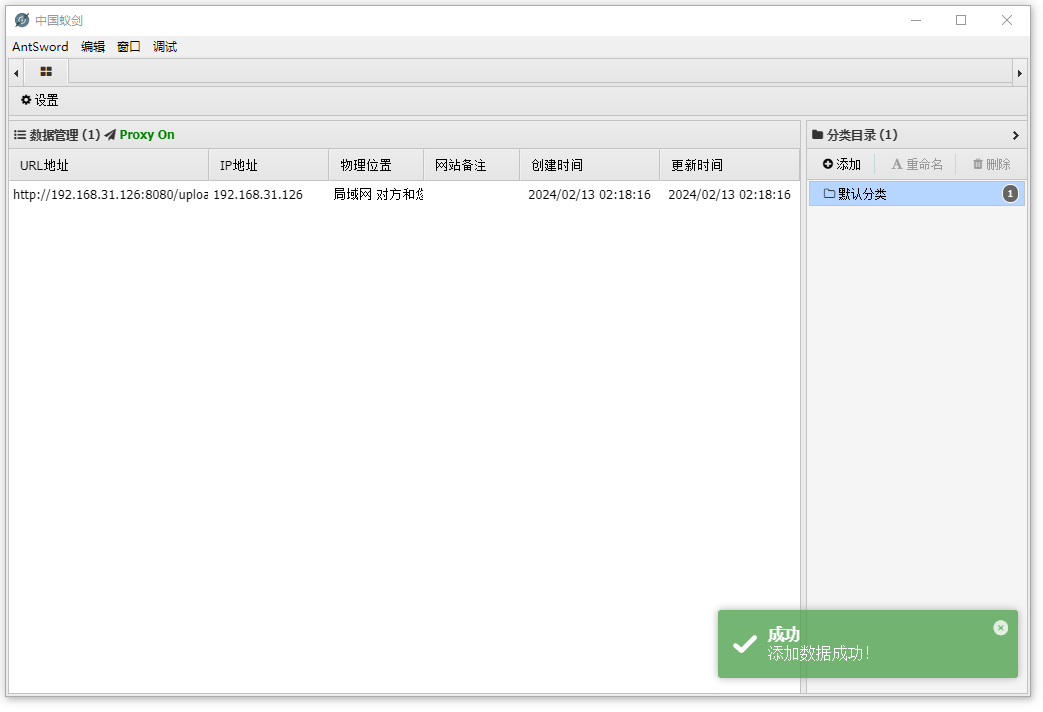 中国蚁剑
AntSword 编辑 窗口 调试
设置
数据管理 (1) Proxy On
URL地址 IP地址 物理位置 网站备注 创建时间 更新时间
http://192.168.31.126:8080/uploa 192.168.31.126 局域网 对方和您 2024/02/13 02:18:16 2024/02/13 02:18:16
分类目录 (1)
添加 重命名 删除
默认分类 1
成功
添加数据成功!